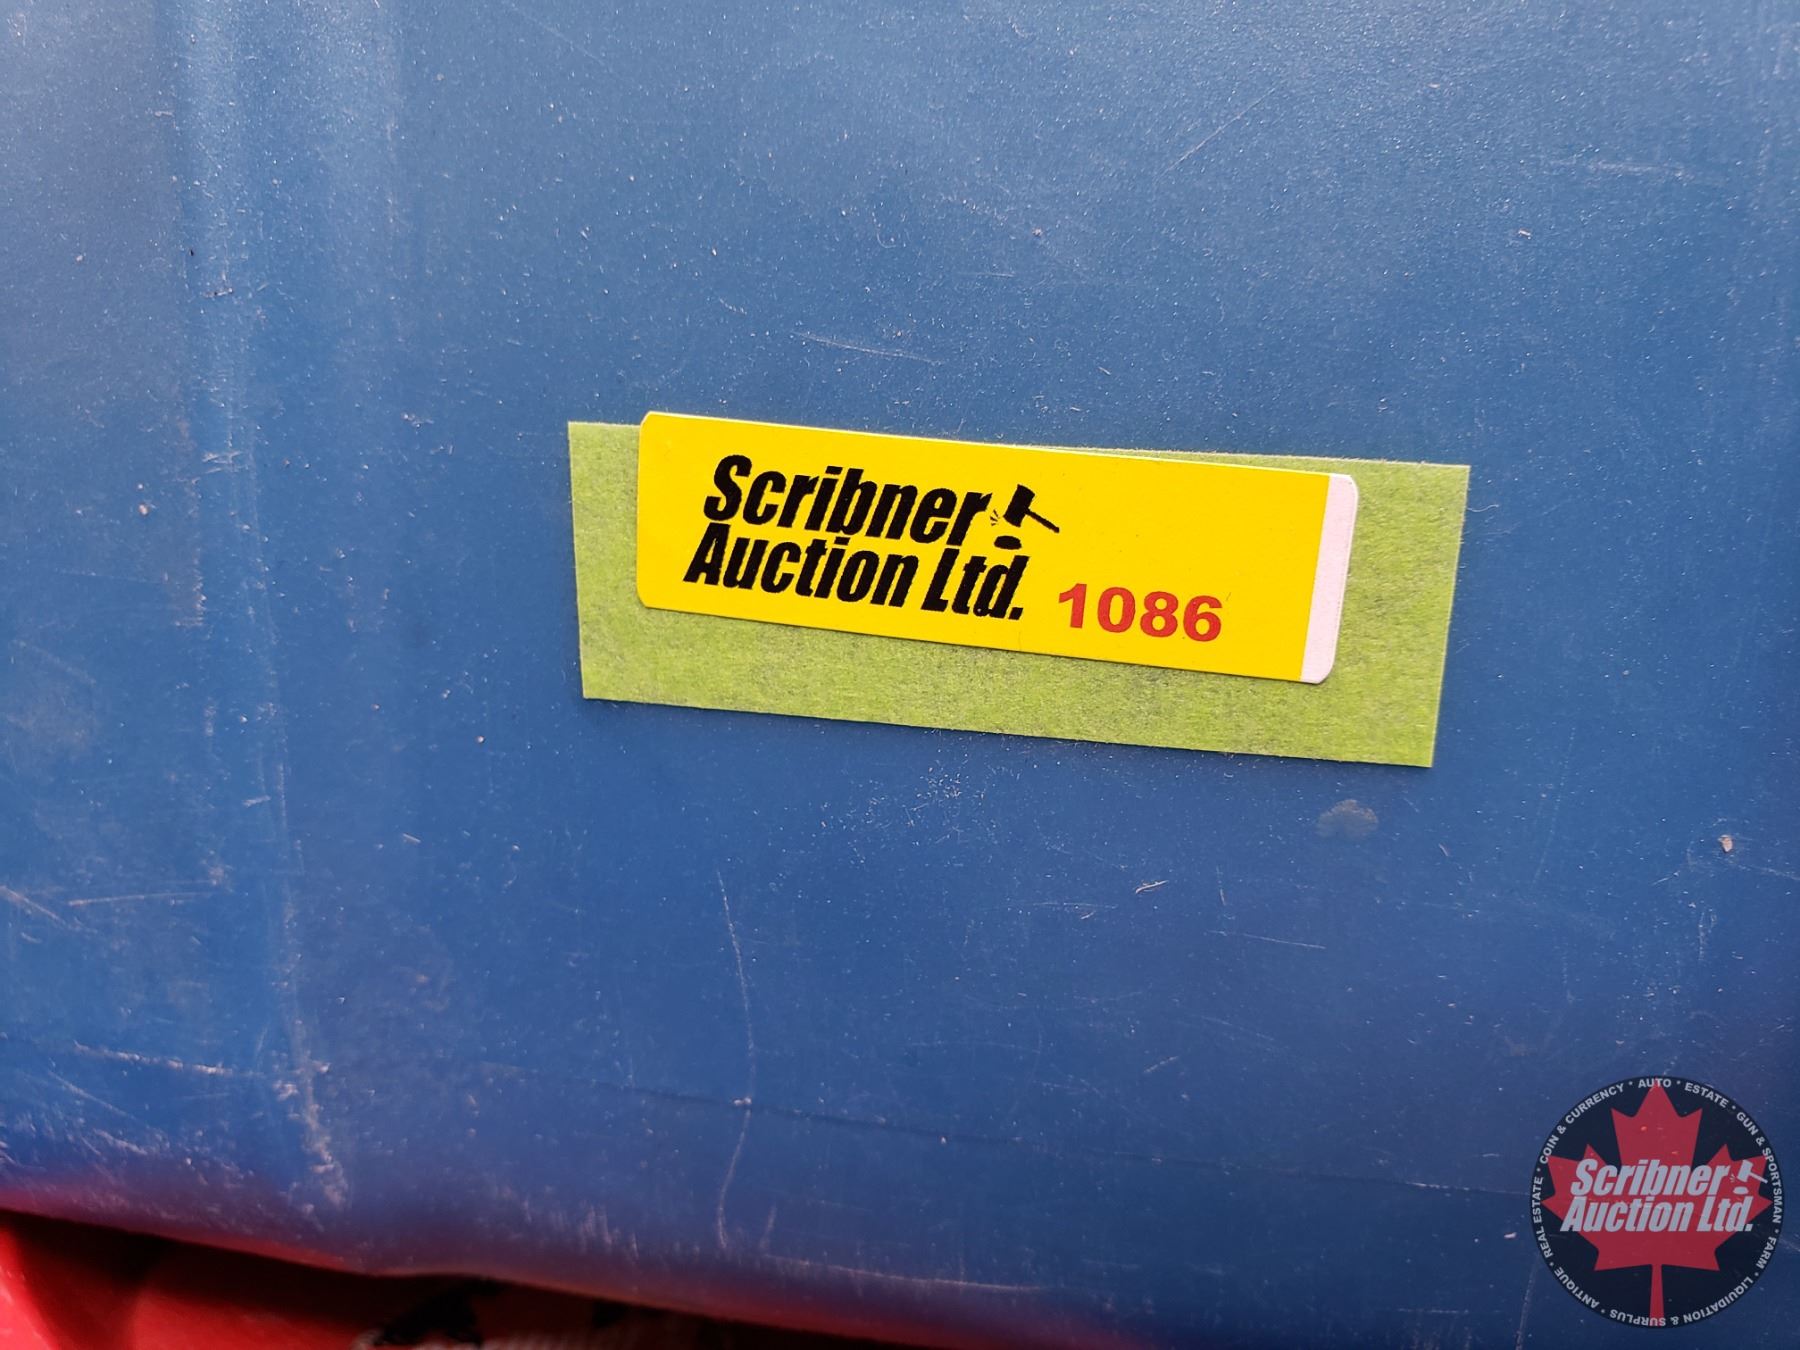 Scribner
Auction Ltd.
1086
REAL ESTATE • COIN & CURRENCY • AUTO • ESTATE • GUN & SPORTSMAN • FARM • LIQUIDATION & SURPLUS • ANTIQUE •
Scribner
Auction Ltd.